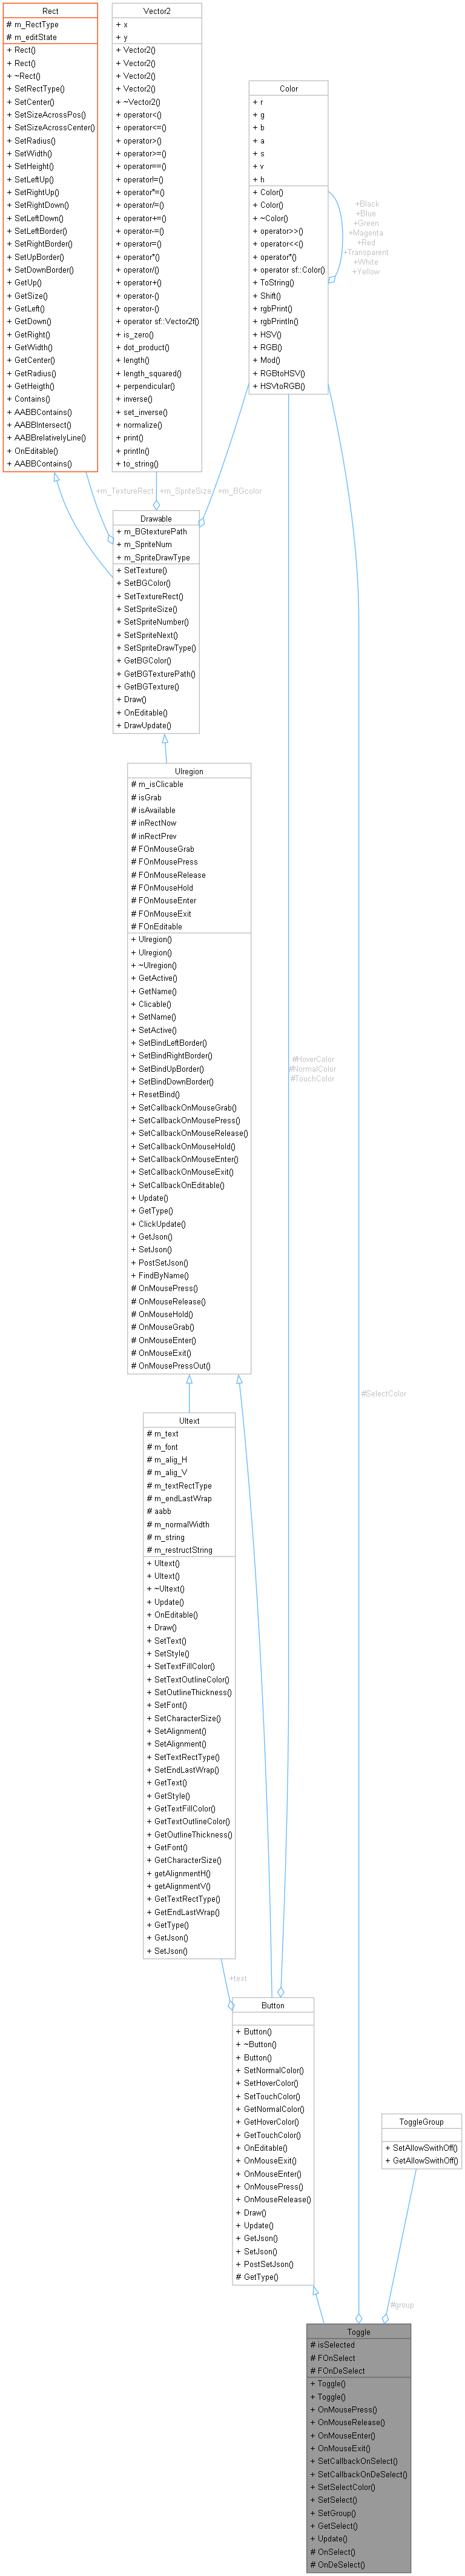 Rect
# m_RectType
# m_editState
+ Rect()
+ Rect()
+ ~Rect()
+ SetRectType()
+ SetCenter()
+ SetSizeAcrossPos()
+ SetSizeAcrossCenter()
+ SetRadius()
+ SetWidth()
+ SetHeight()
+ SetLeftUp()
+ SetRightUp()
+ SetRightDown()
+ SetLeftDown()
+ SetLeftBorder()
+ SetRightBorder()
+ SetUpBorder()
+ SetDownBorder()
+ GetUp()
+ GetSize()
+ GetLeft()
+ GetDown()
+ GetRight()
+ GetWidth()
+ GetCenter()
+ GetRadius()
+ GetHeigth()
+ Contains()
+ AABBContains()
+ AABBIntersect()
+ AABBrelativelyLine()
+ OnEditable()
+ AABBContains()
Vector2
+ x
+ y
+ Vector2()
+ Vector2()
+ Vector2()
+ Vector2()
+ ~Vector2()
+ operator<()
+ operator<=()
+ operator>()
+ operator>=()
+ operator==()
+ operator!=()
+ operator*=()
+ operator/=()
+ operator+=()
+ operator-=()
+ operator=()
+ operator*()
+ operator/()
+ operator+()
+ operator-()
+ operator-()
+ operator sf::Vector2f()
+ is_zero()
+ dot_product()
+ length()
+ length_squared()
+ perpendicular()
+ inverse()
+ set_inverse()
+ normalize()
+ print()
+ println()
+ to_string()
Color
+ r
+ g
+ b
+ a
+ s
+ v
+ h
+ Color()
+ Color()
+ ~Color()
+ operator>>()
+ operator<<()
+ operator*()
+ operator sf::Color()
+ ToString()
+ Shift()
+ rgbPrint()
+ rgbPrintln()
+ HSV()
+ RGB()
+ Mod()
+ RGBtoHSV()
+ HSVtoRGB()
+Black
+Blue
+Green
+Magenta
+Red
+Transparent
+White
+Yellow
+m_TextureRect
+m_SpriteSize
+m_BGcolor
Drawable
+ m_BGtexturePath
+ m_SpriteNum
+ m_SpriteDrawType
+ SetTexture()
+ SetBGColor()
+ SetTextureRect()
+ SetSpriteSize()
+ SetSpriteNumber()
+ SetSpriteNext()
+ SetSpriteDrawType()
+ GetBGColor()
+ GetBGTexturePath()
+ GetBGTexture()
+ Draw()
+ OnEditable()
+ DrawUpdate()
UIregion
# m_isClicable
# isGrab
# isAvailable
# inRectNow
# inRectPrev
# FOnMouseGrab
# FOnMousePress
# FOnMouseRelease
# FOnMouseHold
# FOnMouseEnter
# FOnMouseExit
# FOnEditable
+ UIregion()
+ UIregion()
+ ~UIregion()
+ GetActive()
+ GetName()
+ Clicable()
+ SetName()
+ SetActive()
+ SetBindLeftBorder()
+ SetBindRightBorder()
+ SetBindUpBorder()
+ SetBindDownBorder()
+ ResetBind()
+ SetCallbackOnMouseGrab()
+ SetCallbackOnMousePress()
+ SetCallbackOnMouseRelease()
+ SetCallbackOnMouseHold()
+ SetCallbackOnMouseEnter()
+ SetCallbackOnMouseExit()
+ SetCallbackOnEditable()
+ Update()
+ GetType()
+ ClickUpdate()
+ GetJson()
+ SetJson()
+ PostSetJson()
+ FindByName()
# OnMousePress()
# OnMouseRelease()
# OnMouseHold()
# OnMouseGrab()
# OnMouseEnter()
# OnMouseExit()
# OnMousePressOut()
#HoverColor
#NormalColor
#TouchColor
#SelectColor
UItext
# m_text
# m_font
# m_alig_H
# m_alig_V
# m_textRectType
# m_endLastWrap
# aabb
# m_normalWidth
# m_string
# m_restructString
+ UItext()
+ UItext()
+ ~UItext()
+ Update()
+ OnEditable()
+ Draw()
+ SetText()
+ SetStyle()
+ SetTextFillColor()
+ SetTextOutlineColor()
+ SetOutlineThickness()
+ SetFont()
+ SetCharacterSize()
+ SetAlignment()
+ SetAlignment()
+ SetTextRectType()
+ SetEndLastWrap()
+ GetText()
+ GetStyle()
+ GetTextFillColor()
+ GetTextOutlineColor()
+ GetOutlineThickness()
+ GetFont()
+ GetCharacterSize()
+ getAlignmentH()
+ getAlignmentV()
+ GetTextRectType()
+ GetEndLastWrap()
+ GetType()
+ GetJson()
+ SetJson()
+text
Button
+ Button()
+ ~Button()
+ Button()
+ SetNormalColor()
+ SetHoverColor()
+ SetTouchColor()
+ GetNormalColor()
+ GetHoverColor()
+ GetTouchColor()
+ OnEditable()
+ OnMouseExit()
+ OnMouseEnter()
+ OnMousePress()
+ OnMouseRelease()
+ Draw()
+ Update()
+ GetJson()
+ SetJson()
+ PostSetJson()
# GetType()
ToggleGroup
+ SetAllowSwithOff()
+ GetAllowSwithOff()
#group
Toggle
# isSelected
# FOnSelect
# FOnDeSelect
+ Toggle()
+ Toggle()
+ OnMousePress()
+ OnMouseRelease()
+ OnMouseEnter()
+ OnMouseExit()
+ SetCallbackOnSelect()
+ SetCallbackOnDeSelect()
+ SetSelectColor()
+ SetSelect()
+ SetGroup()
+ GetSelect()
+ Update()
# OnSelect()
# OnDeSelect()